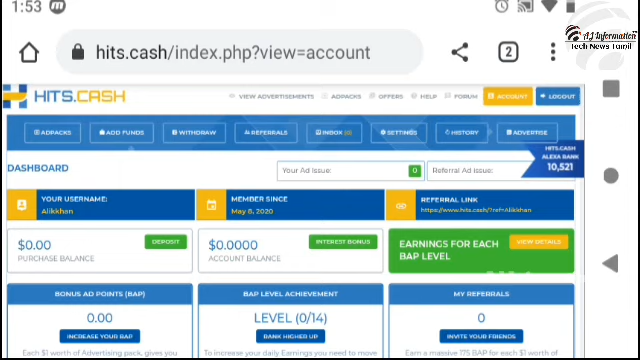 1:53
A.J Information
Tech News Tamil
hits.cash/index.php?view=account
2
HITS.CASH
VIEW ADVERTISEMENTS ADPACKS OFFERS HELP FORUM ACCOUNT LOGOUT
ADPACKS ADD FUNDS WITHDRAW REFERRALS INBOX SETTINGS HISTORY ADVERTISE
DASHBOARD
Your Ad Issue: 0 Referral Ad issue:
HITS.CASH
ALEXA RANK
10,521
YOUR USERNAME:
Alikkhan
MEMBER SINCE
May 8, 2020
REFERRAL LINK
https://www.hits.cash/?ref=Alikkhan
$0.00 DEPOSIT
PURCHASE BALANCE
$0.0000 INTEREST BONUS
ACCOUNT BALANCE
EARNINGS FOR EACH
BAP LEVEL
VIEW DETAILS
BONUS AD POINTS (BAP)
0.00
INCREASE YOUR BAP
Each $1 worth of Advertising pack, gives you
BAP LEVEL ACHIEVEMENT
LEVEL (0/14)
RANK HIGHER UP
To increase your daily Earnings you need to move
MY REFERRALS
0
INVITE YOUR FRIENDS
Earn a massive 175 BAP for each $1 worth of